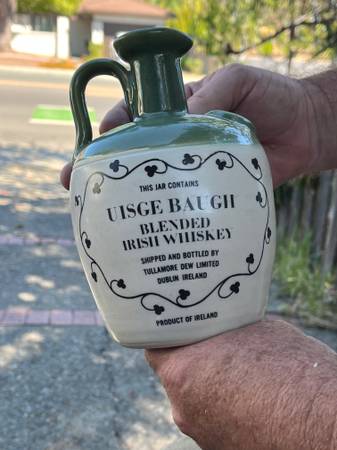 THIS JAR CONTAINS
UISGE BAUGH
BLENDED
IRISH WHISKEY
SHIPPED AND BOTTLED BY
TULLAMORE DEW LIMITED
DUBLIN IRELAND
PRODUCT OF IRELAND